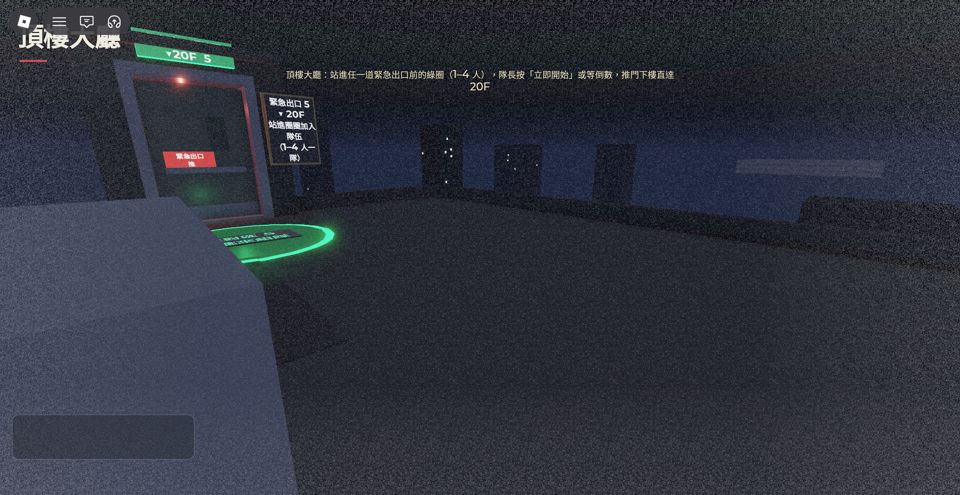 頂樓大廳
▼20F 5
頂樓大廳：站進任一道緊急出口前的綠圈（1–4 人），隊長按「立即開始」或等倒數，推門下樓直達
20F
緊急出口 5
▼ 20F
站進圈圈加入
隊伍
（1–4 人一
隊）
緊急出口
推